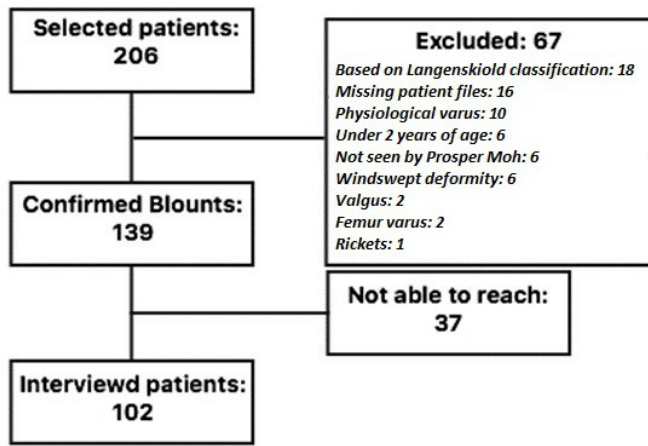 Selected patients:
206
Excluded: 67
Based on Langenskiold classification: 18
Missing patient files: 16
Physiological varus: 10
Under 2 years of age: 6
Not seen by Prosper Moh: 6
Windswept deformity: 6
Valgus: 2
Femur varus: 2
Rickets: 1
Confirmed Blounts:
139
Not able to reach:
37
Interviewd patients:
102